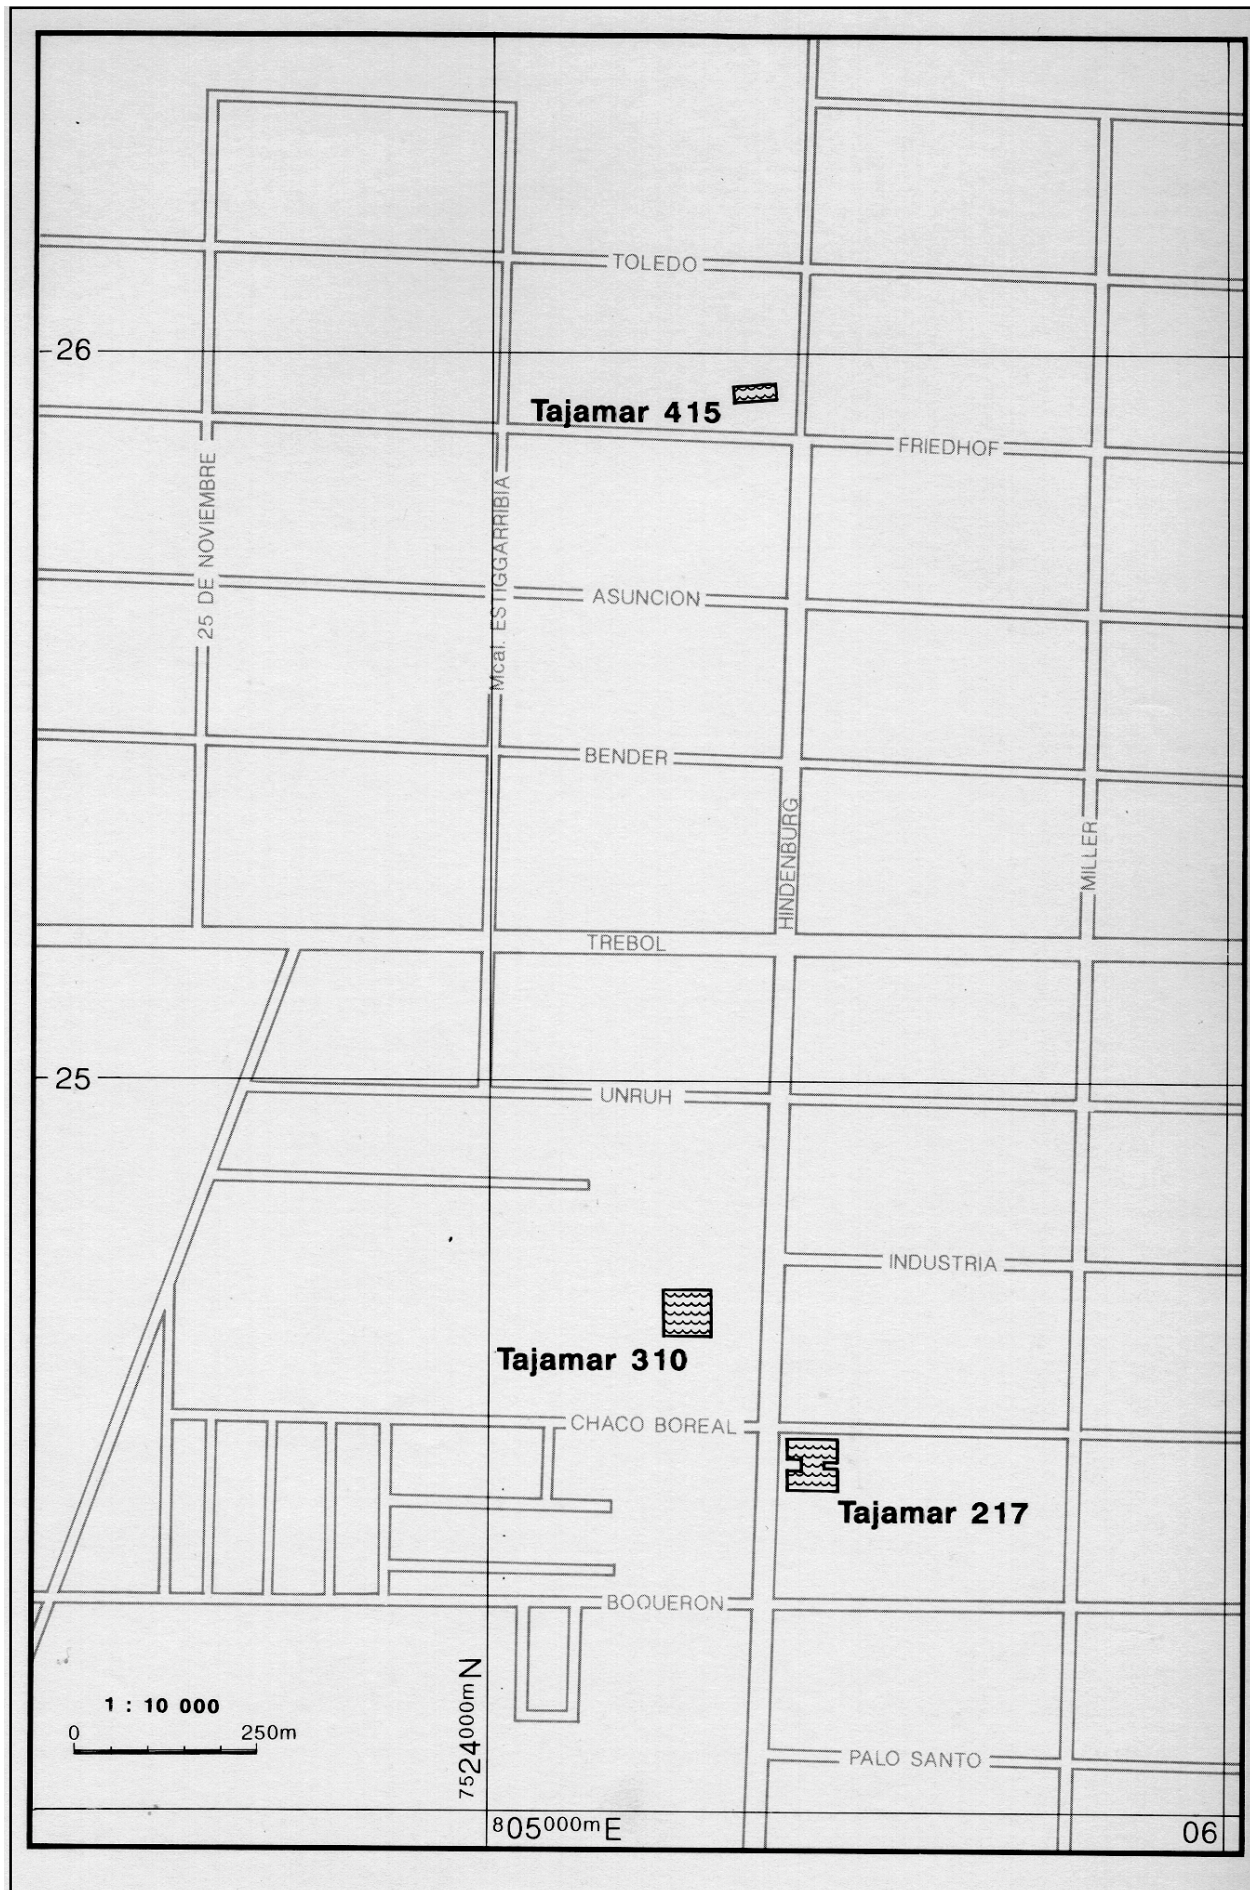 TOLEDO
26
Tajamar 415
FRIEDHOF
25 DE NOVIEMBRE
Mcal. ESTIGGARRIBIA
ASUNCION
BENDER
HINDENBURG
MILLER
TREBOL
25
UNRUH
INDUSTRIA
Tajamar 310
CHACO BOREAL
Tajamar 217
BOQUERON
1 : 10 000
0 250m
7524000m N
PALO SANTO
805000m E
06